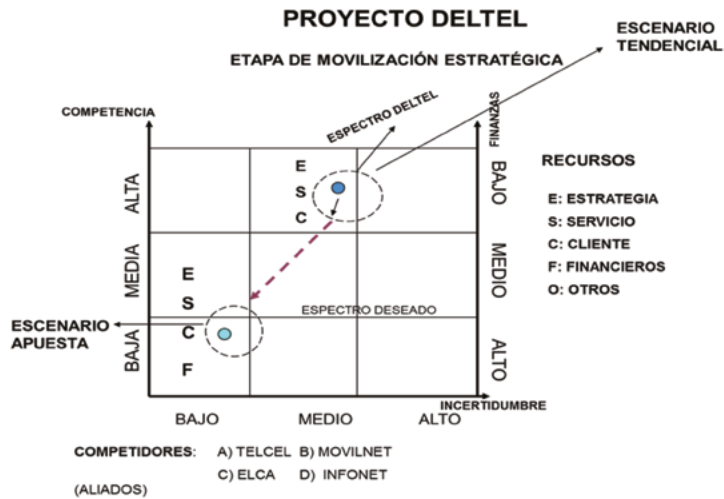 PROYECTO DELTEL
ESCENARIO
TENDENCIAL
ETAPA DE MOVILIZACIÓN ESTRATÉGICA
COMPETENCIA
ESPECTRO DELTEL
FINANZAS
ALTA
MEDIA
BAJA
E
S
C
BAJO
MEDIO
ALTO
RECURSOS
E: ESTRATEGIA
S: SERVICIO
C: CLIENTE
F: FINANCIEROS
O: OTROS
E
S
C
F
ESPECTRO DESEADO
ESCENARIO
APUESTA
INCERTIDUMBRE
BAJO MEDIO ALTO
COMPETIDORES: A) TELCEL B) MOVILNET
C) ELCA D) INFONET
(ALIADOS)